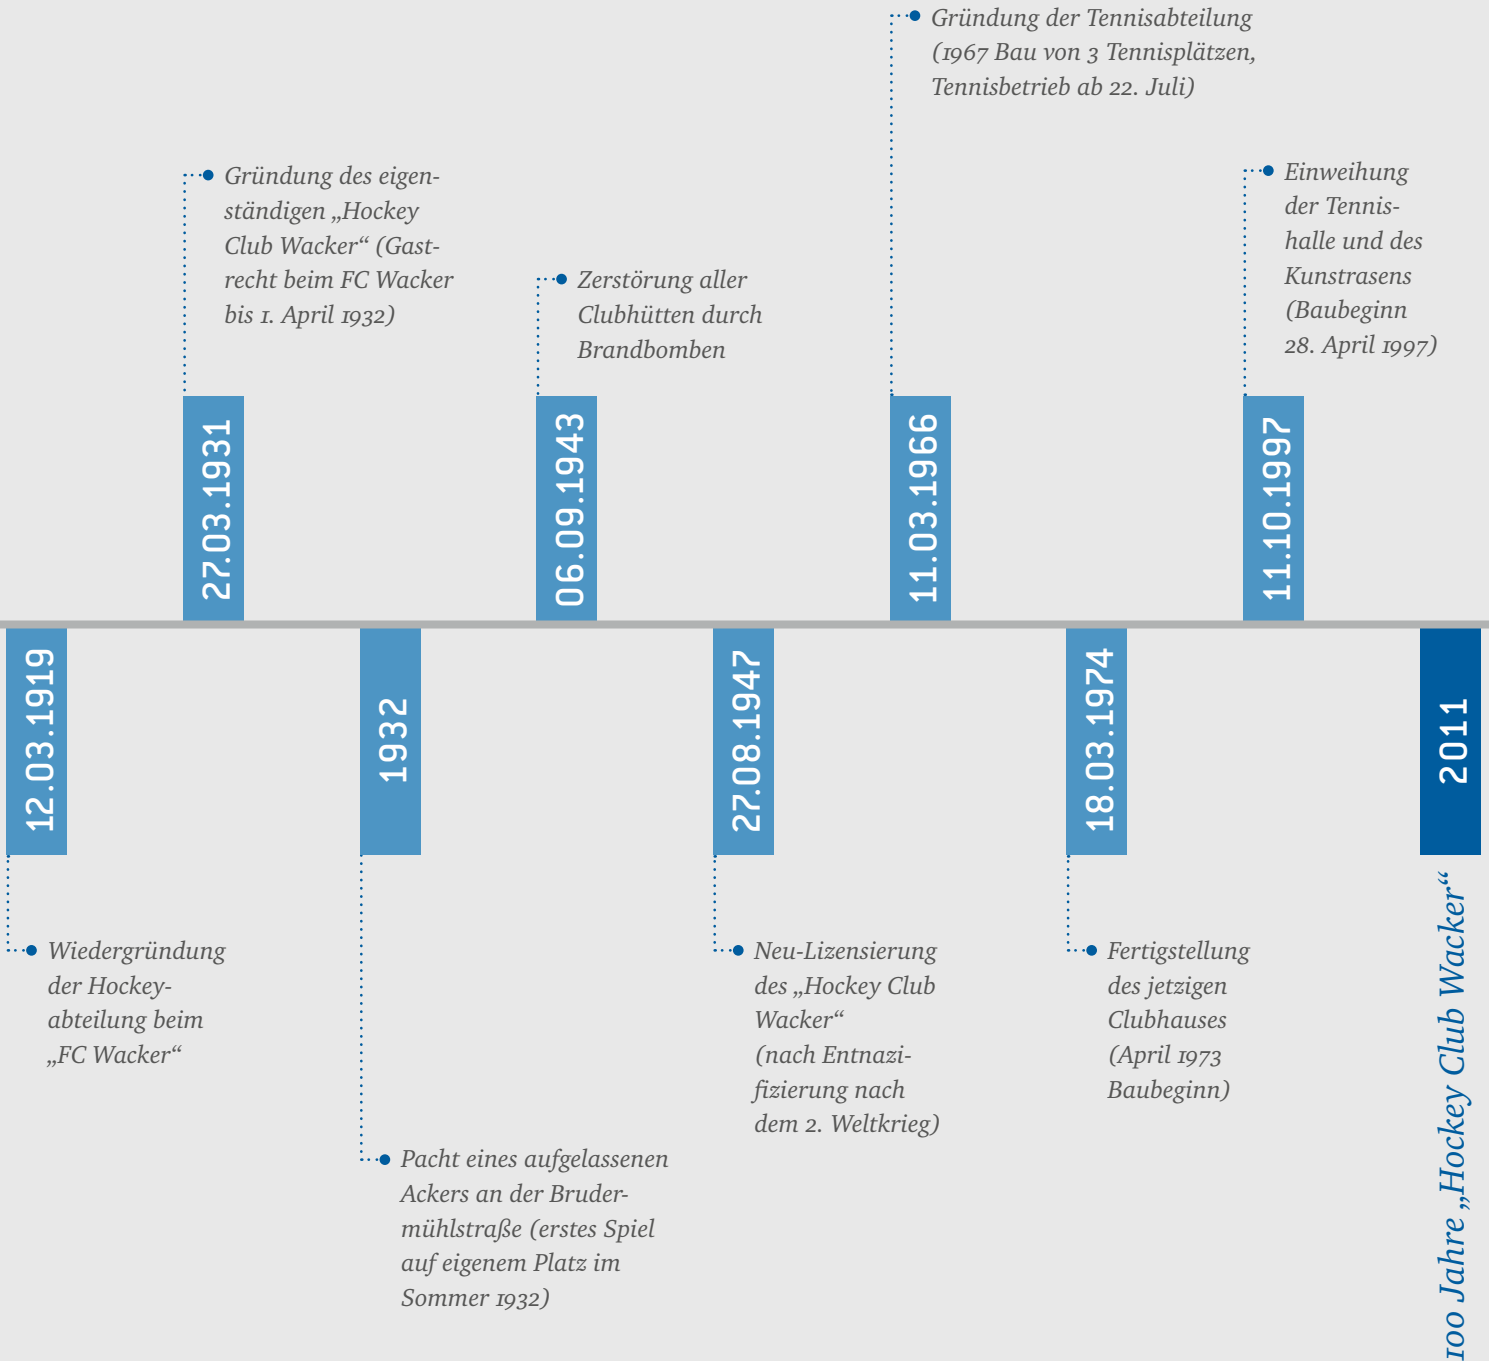 Gründung der Tennisabteilung
(1967 Bau von 3 Tennisplätzen,
Tennisbetrieb ab 22. Juli)
Gründung des eigen-
ständigen „Hockey
Club Wacker“ (Gast-
recht beim FC Wacker
bis 1. April 1932)
Zerstörung aller
Clubhütten durch
Brandbomben
Einweihung
der Tennis-
halle und des
Kunstrasens
(Baubeginn
28. April 1997)
27.03.1931
06.09.1943
11.03.1966
11.10.1997
12.03.1919
1932
27.08.1947
18.03.1974
2011
Wiedergründung
der Hockey-
abteilung beim
„FC Wacker“
Pacht eines aufgelassenen
Ackers an der Bruder-
mühlstraße (erstes Spiel
auf eigenem Platz im
Sommer 1932)
Neu-Lizensierung
des „Hockey Club
Wacker“
(nach Entnazi-
fizierung nach
dem 2. Weltkrieg)
Fertigstellung
des jetzigen
Clubhauses
(April 1973
Baubeginn)
100 Jahre „Hockey Club Wacker“